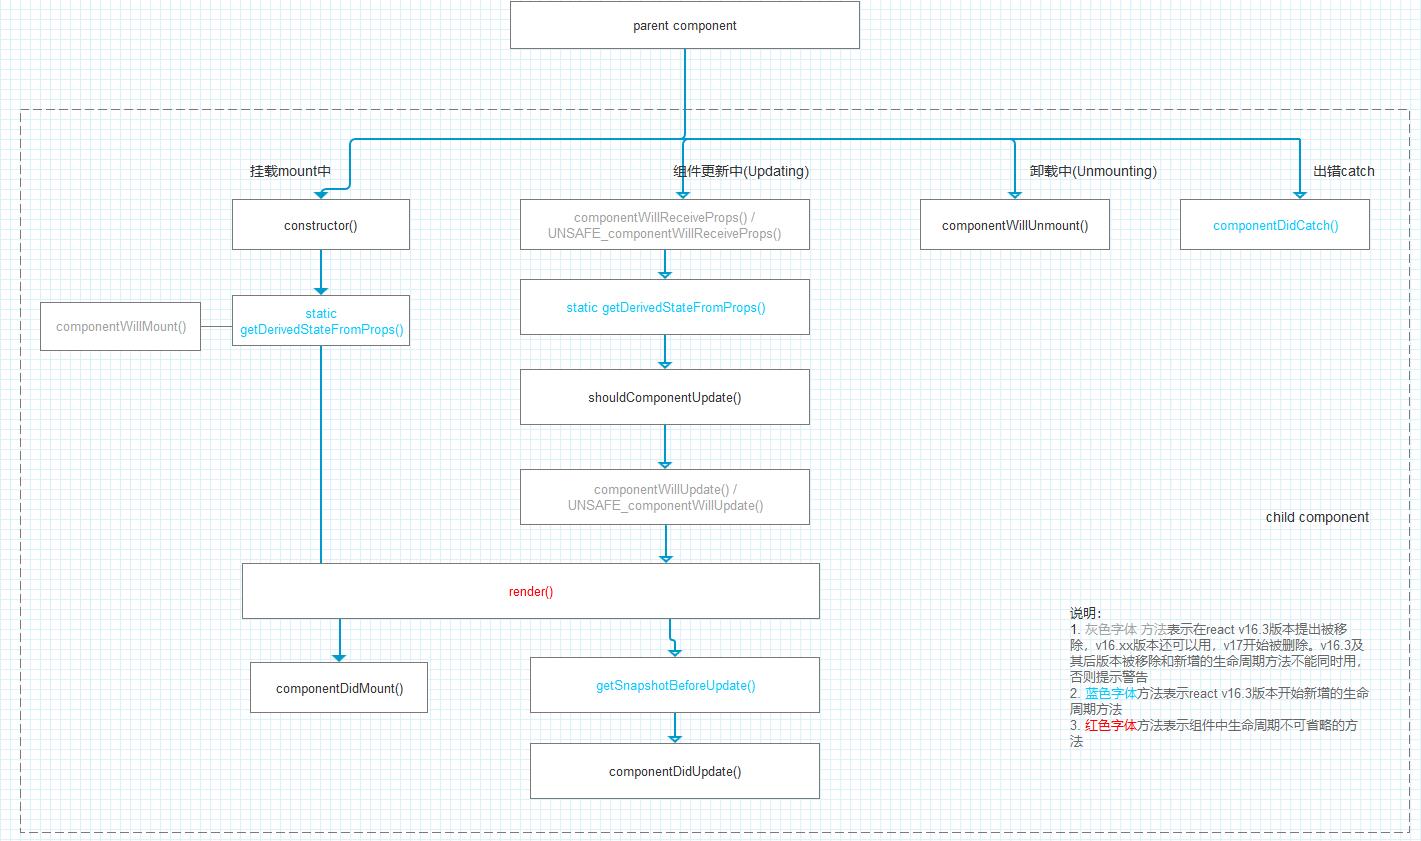 parent component
挂载mount中
组件更新中(Updating)
卸载中(Unmounting)
出错catch
constructor()
componentWillReceiveProps() /
UNSAFE_componentWillReceiveProps()
componentWillUnmount()
componentDidCatch()
componentWillMount()
static
getDerivedStateFromProps()
static getDerivedStateFromProps()
shouldComponentUpdate()
componentWillUpdate() /
UNSAFE_componentWillUpdate()
child component
render()
componentDidMount()
getSnapshotBeforeUpdate()
componentDidUpdate()
说明：
1. 灰色字体 方法表示在react v16.3版本提出被移
除，v16.xx版本还可以用，v17开始被删除。v16.3及
其后版本被移除和新增的生命周期方法不能同时用，
否则提示警告
2. 蓝色字体方法表示react v16.3版本开始新增的生命
周期方法
3. 红色字体方法表示组件中生命周期不可省略的方
法